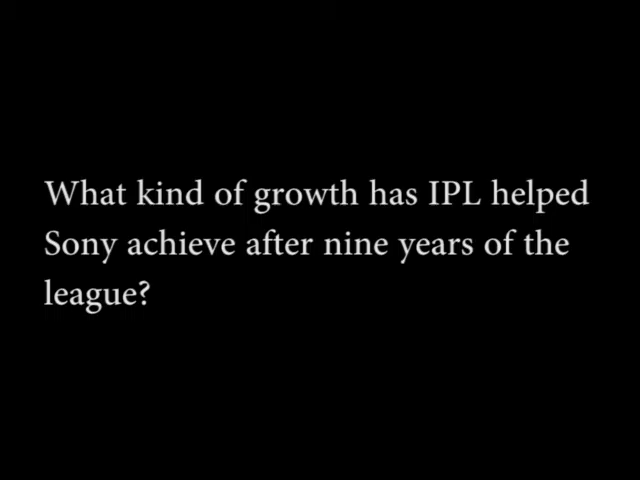 What kind of growth has IPL helped
Sony achieve after nine years of the
league?